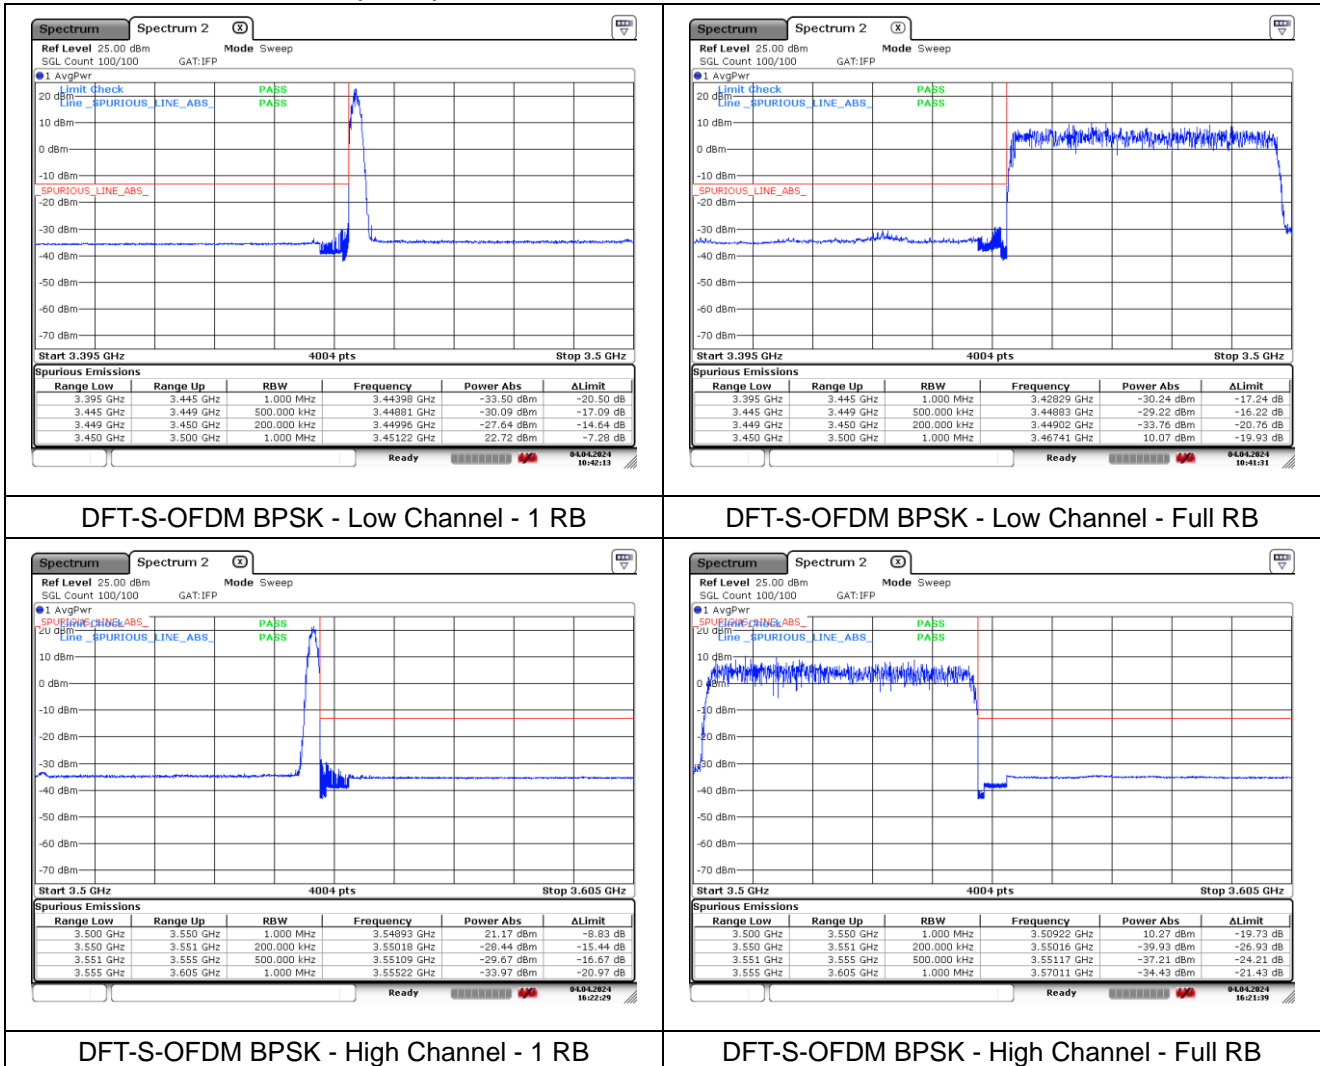 Spectrum Spectrum 2 X
Ref Level 25.00 dBm Mode Sweep
SGL Count 100/100 GAT:IFP
1 AvgPwr
Limit Check PASS
Line _SPURIOUS_LINE_ABS_ PASS
20 dBm
10 dBm
0 dBm
-10 dBm
_SPURIOUS_LINE_ABS_
-20 dBm
-30 dBm
-40 dBm
-50 dBm
-60 dBm
-70 dBm
Start 3.395 GHz 4004 pts Stop 3.5 GHz
Spurious Emissions
Range Low Range Up RBW Frequency Power Abs ΔLimit
3.395 GHz 3.445 GHz 1.000 MHz 3.44398 GHz -33.50 dBm -20.50 dB
3.445 GHz 3.449 GHz 500.000 kHz 3.44881 GHz -30.09 dBm -17.09 dB
3.449 GHz 3.450 GHz 200.000 kHz 3.44996 GHz -27.64 dBm -14.64 dB
3.450 GHz 3.500 GHz 1.000 MHz 3.45122 GHz 22.72 dBm -7.28 dB
Ready 04.04.2024
10:42:13
DFT-S-OFDM BPSK - Low Channel - 1 RB
Spectrum Spectrum 2 X
Ref Level 25.00 dBm Mode Sweep
SGL Count 100/100 GAT:IFP
1 AvgPwr
Limit Check PASS
Line _SPURIOUS_LINE_ABS_ PASS
20 dBm
10 dBm
0 dBm
-10 dBm
_SPURIOUS_LINE_ABS_
-20 dBm
-30 dBm
-40 dBm
-50 dBm
-60 dBm
-70 dBm
Start 3.395 GHz 4004 pts Stop 3.5 GHz
Spurious Emissions
Range Low Range Up RBW Frequency Power Abs ΔLimit
3.395 GHz 3.445 GHz 1.000 MHz 3.42829 GHz -30.24 dBm -17.24 dB
3.445 GHz 3.449 GHz 500.000 kHz 3.44883 GHz -29.22 dBm -16.22 dB
3.449 GHz 3.450 GHz 200.000 kHz 3.44902 GHz -33.76 dBm -20.76 dB
3.450 GHz 3.500 GHz 1.000 MHz 3.46741 GHz 10.07 dBm -19.93 dB
Ready 04.04.2024
10:41:31
DFT-S-OFDM BPSK - Low Channel - Full RB
Spectrum Spectrum 2 X
Ref Level 25.00 dBm Mode Sweep
SGL Count 100/100 GAT:IFP
1 AvgPwr
_SPURIOUS_LINE_ABS_
Limit Check PASS
Line _SPURIOUS_LINE_ABS_ PASS
20 dBm
10 dBm
0 dBm
-10 dBm
-20 dBm
-30 dBm
-40 dBm
-50 dBm
-60 dBm
-70 dBm
Start 3.5 GHz 4004 pts Stop 3.605 GHz
Spurious Emissions
Range Low Range Up RBW Frequency Power Abs ΔLimit
3.500 GHz 3.550 GHz 1.000 MHz 3.54893 GHz 21.17 dBm -8.83 dB
3.550 GHz 3.551 GHz 200.000 kHz 3.55018 GHz -28.44 dBm -15.44 dB
3.551 GHz 3.555 GHz 500.000 kHz 3.55109 GHz -29.67 dBm -16.67 dB
3.555 GHz 3.605 GHz 1.000 MHz 3.55522 GHz -33.97 dBm -20.97 dB
Ready 04.04.2024
16:22:29
DFT-S-OFDM BPSK - High Channel - 1 RB
Spectrum Spectrum 2 X
Ref Level 25.00 dBm Mode Sweep
SGL Count 100/100 GAT:IFP
1 AvgPwr
_SPURIOUS_LINE_ABS_
Limit Check PASS
Line _SPURIOUS_LINE_ABS_ PASS
20 dBm
10 dBm
0 dBm
-10 dBm
-20 dBm
-30 dBm
-40 dBm
-50 dBm
-60 dBm
-70 dBm
Start 3.5 GHz 4004 pts Stop 3.605 GHz
Spurious Emissions
Range Low Range Up RBW Frequency Power Abs ΔLimit
3.500 GHz 3.550 GHz 1.000 MHz 3.50922 GHz 10.27 dBm -19.73 dB
3.550 GHz 3.551 GHz 200.000 kHz 3.55016 GHz -39.93 dBm -26.93 dB
3.551 GHz 3.555 GHz 500.000 kHz 3.55117 GHz -37.21 dBm -24.21 dB
3.555 GHz 3.605 GHz 1.000 MHz 3.57011 GHz -34.43 dBm -21.43 dB
Ready 04.04.2024
16:21:39
DFT-S-OFDM BPSK - High Channel - Full RB